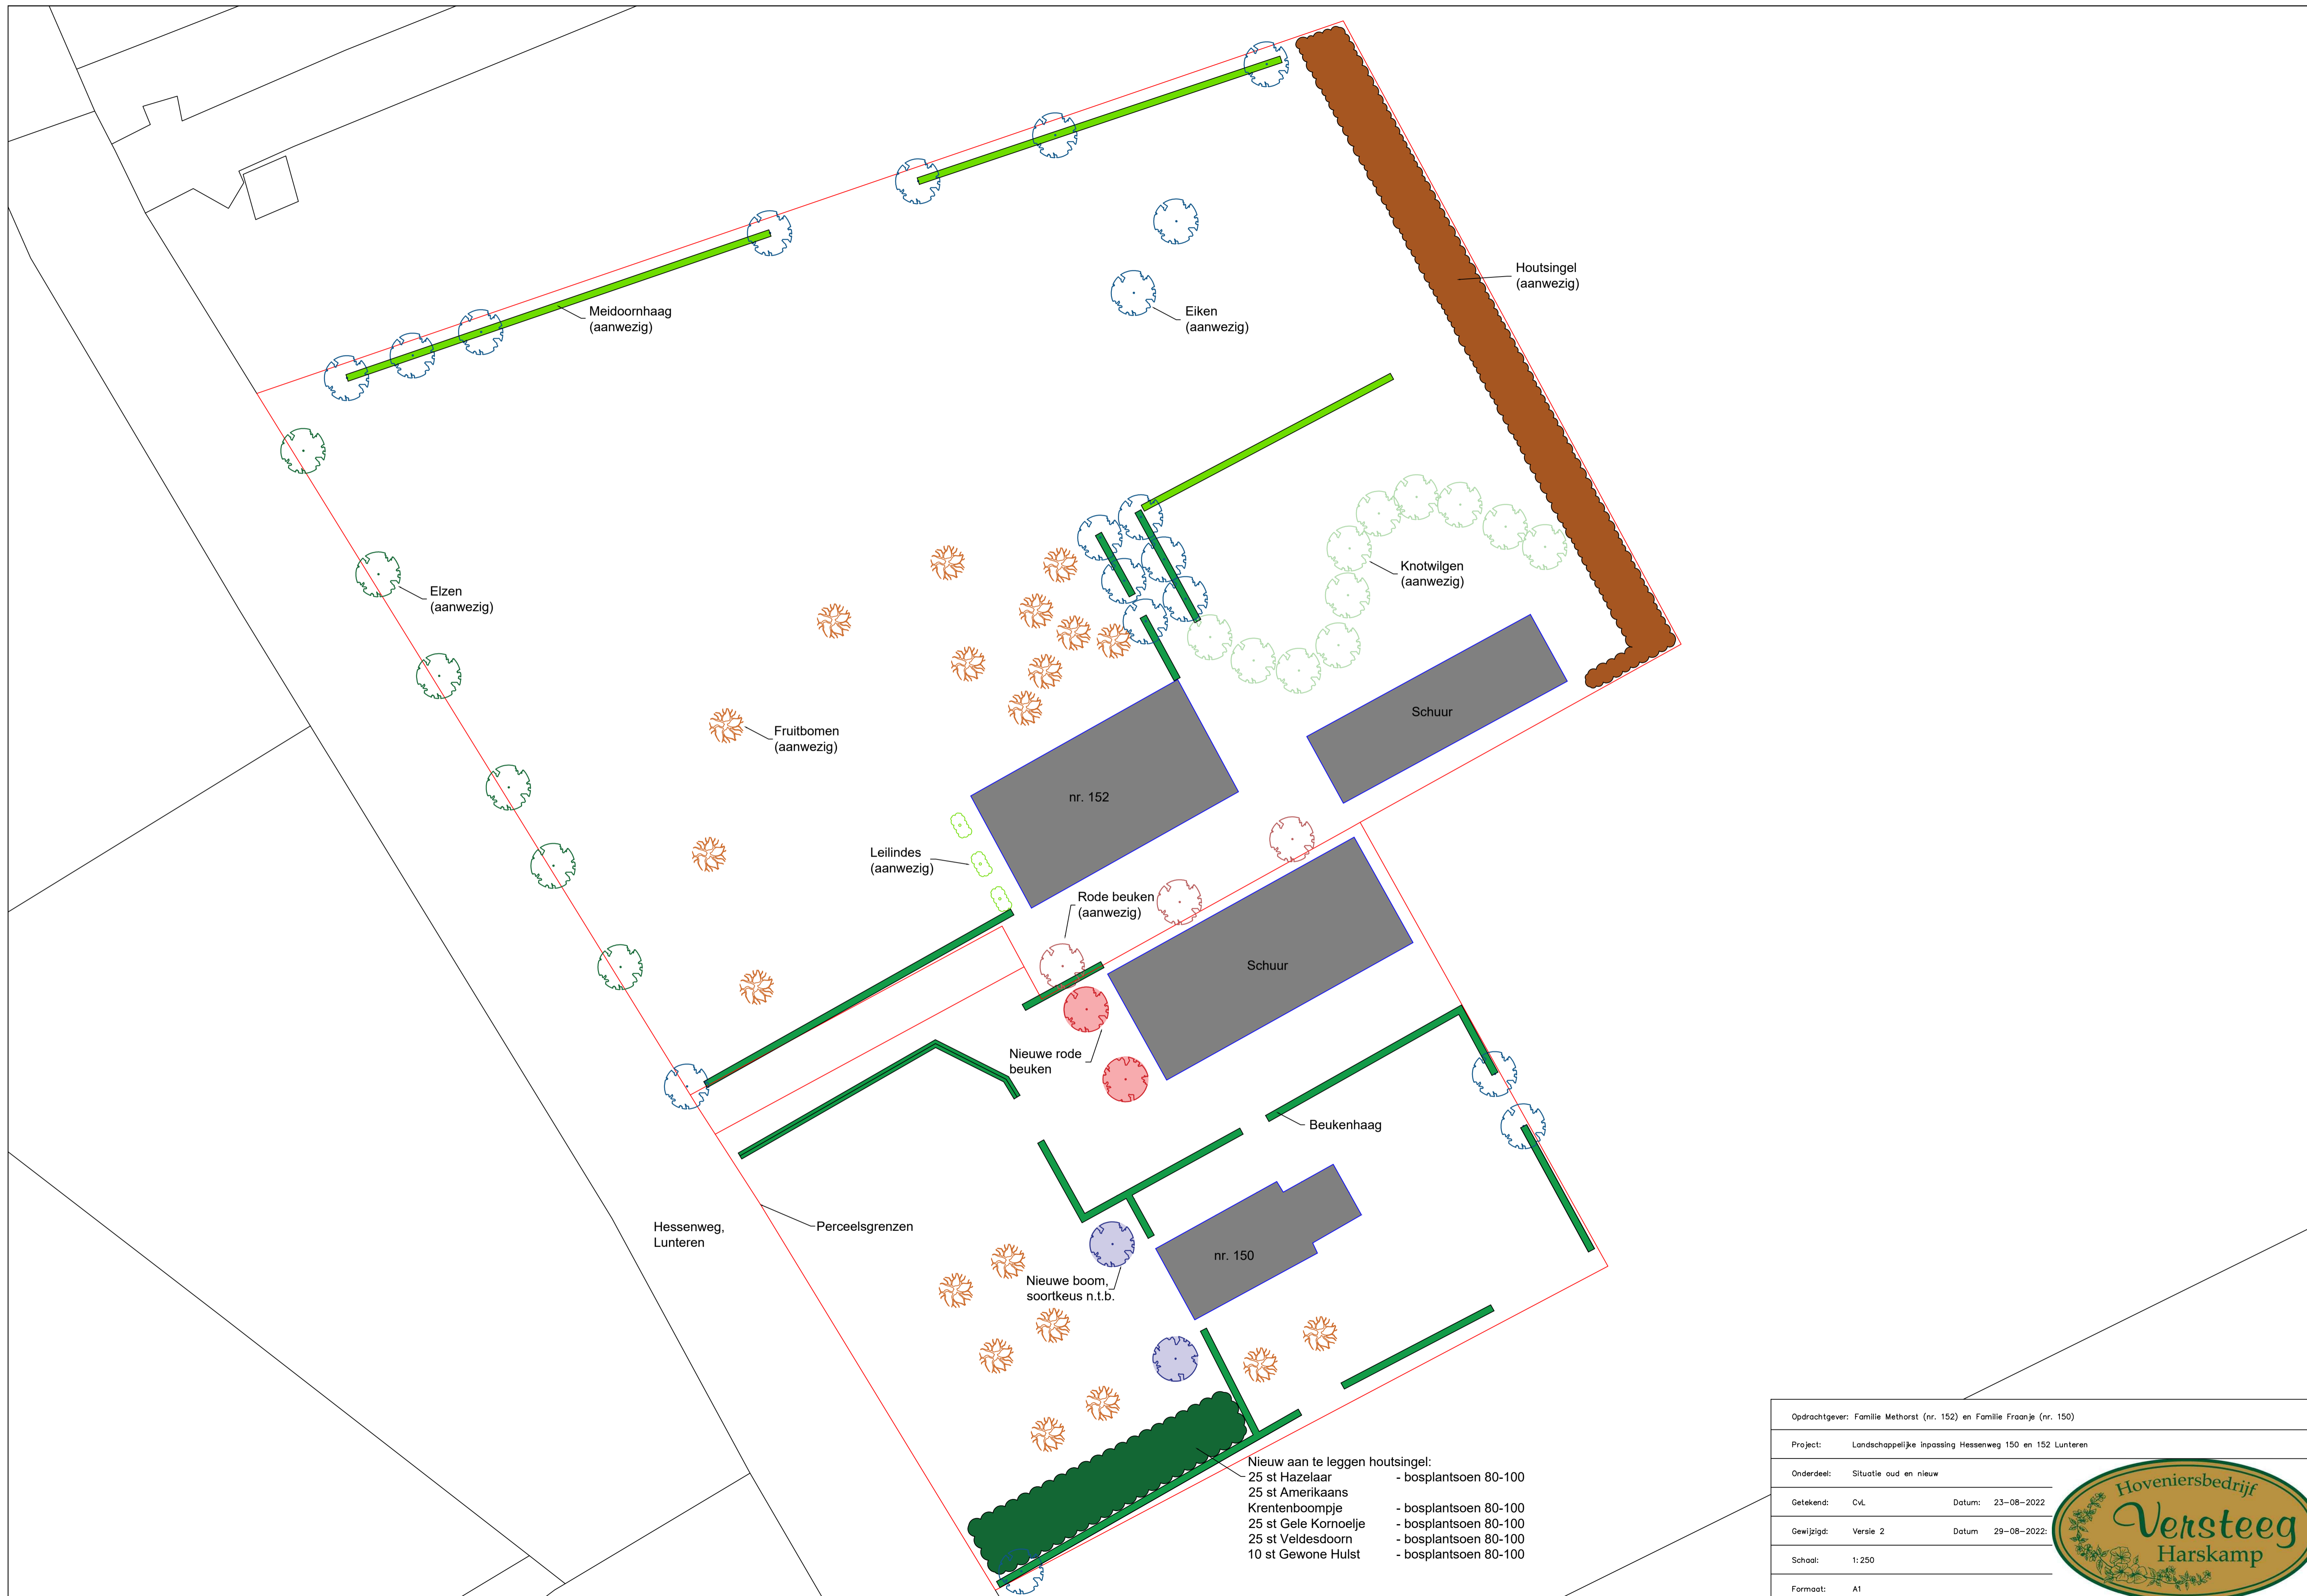 Houtsingel
(aanwezig)
Meidoornhaag
(aanwezig)
Eiken
(aanwezig)
Knotwilgen
(aanwezig)
Elzen
(aanwezig)
Schuur
Fruitbomen
(aanwezig)
nr. 152
Leilindes
(aanwezig)
Rode beuken
(aanwezig)
Schuur
Nieuwe rode
beuken
Beukenhaag
Hessenweg,
Lunteren
Perceelsgrenzen
nr. 150
Nieuwe boom,
soortkeus n.t.b.
Nieuw aan te leggen houtsingel:
25 st Hazelaar - bosplantsoen 80-100
25 st Amerikaans
Krentenboompje - bosplantsoen 80-100
25 st Gele Kornoelje - bosplantsoen 80-100
25 st Veldesdoorn - bosplantsoen 80-100
10 st Gewone Hulst - bosplantsoen 80-100
Opdrachtgever: Familie Methorst (nr. 152) en Familie Fraanje (nr. 150)
Project: Landschappelijke inpassing Hessenweg 150 en 152 Lunteren
Onderdeel: Situatie oud en nieuw
Getekend: CvL Datum: 23-08-2022
Gewijzigd: Versie 2 Datum 29-08-2022:
Schaal: 1:250
Formaat: A1
Hoveniersbedrijf
Versteeg
Harskamp